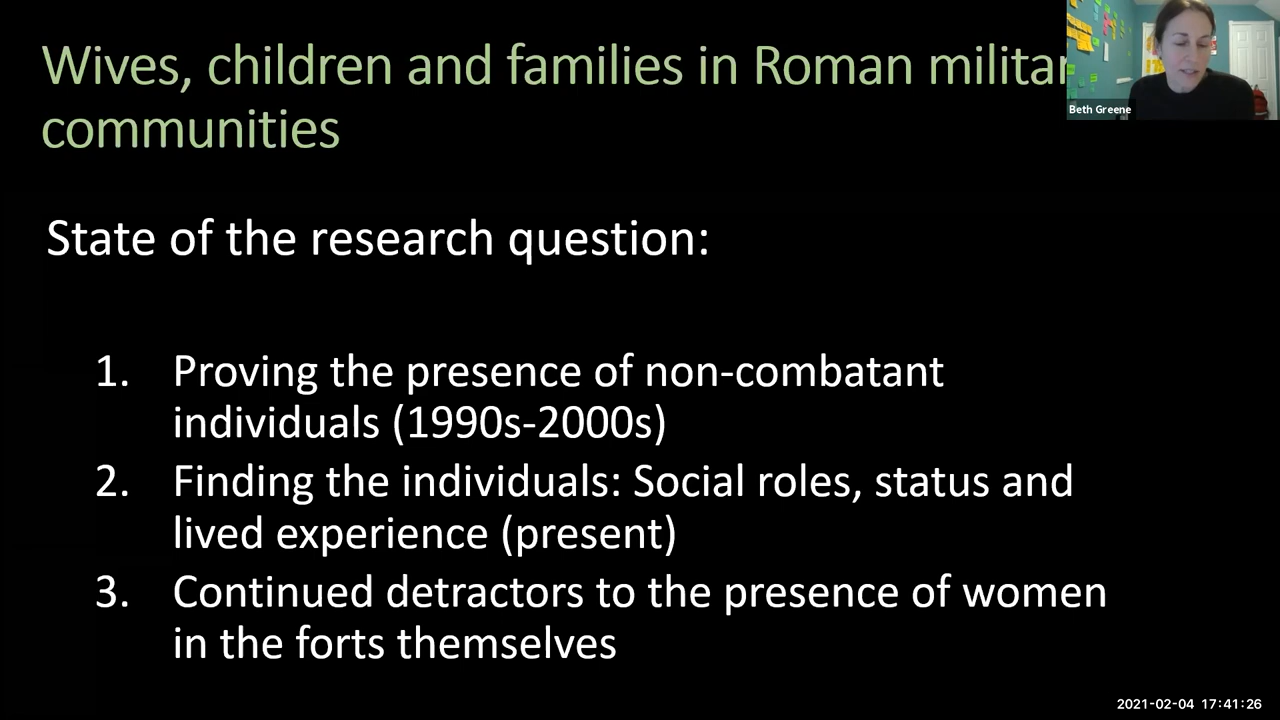 Wives, children and families in Roman militar
communities
Beth Greene
State of the research question:
1. Proving the presence of non-combatant
individuals (1990s-2000s)
2. Finding the individuals: Social roles, status and
lived experience (present)
3. Continued detractors to the presence of women
in the forts themselves
2021-02-04 17:41:26